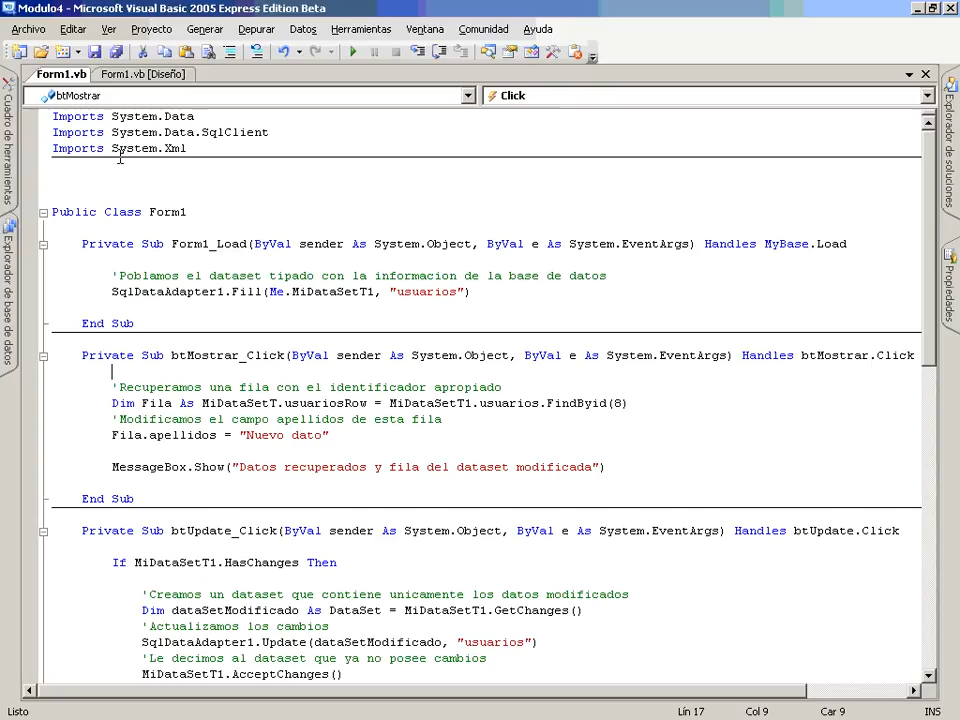 Modulo4 - Microsoft Visual Basic 2005 Express Edition Beta
Archivo Editar Ver Proyecto Generar Depurar Datos Herramientas Ventana Comunidad Ayuda
Form1.vb Form1.vb [Diseño]
btMostrar Click
Cuadro de herramientas
Explorador de base de datos
Explorador de soluciones
Propiedades
Imports System.Data
Imports System.Data.SqlClient
Imports System.Xml
Public Class Form1
Private Sub Form1_Load(ByVal sender As System.Object, ByVal e As System.EventArgs) Handles MyBase.Load
'Poblamos el dataset tipado con la informacion de la base de datos
SqlDataAdapter1.Fill(Me.MiDataSetT1, "usuarios")
End Sub
Private Sub btMostrar_Click(ByVal sender As System.Object, ByVal e As System.EventArgs) Handles btMostrar.Click
'Recuperamos una fila con el identificador apropiado
Dim Fila As MiDataSetT.usuariosRow = MiDataSetT1.usuarios.FindByid(8)
'Modificamos el campo apellidos de esta fila
Fila.apellidos = "Nuevo dato"
MessageBox.Show("Datos recuperados y fila del dataset modificada")
End Sub
Private Sub btUpdate_Click(ByVal sender As System.Object, ByVal e As System.EventArgs) Handles btUpdate.Click
If MiDataSetT1.HasChanges Then
'Creamos un dataset que contiene unicamente los datos modificados
Dim dataSetModificado As DataSet = MiDataSetT1.GetChanges()
'Actualizamos los cambios
SqlDataAdapter1.Update(dataSetModificado, "usuarios")
'Le decimos al dataset que ya no posee cambios
MiDataSetT1.AcceptChanges()
Listo Lín 17 Col 9 Car 9 INS